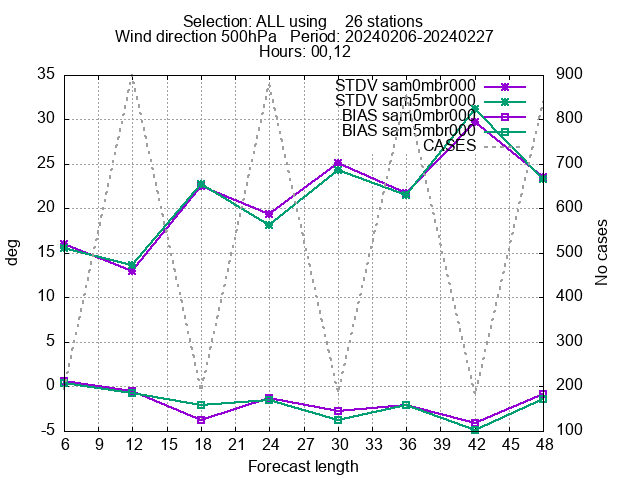 Selection: ALL using    26 stations
Wind direction 500hPa   Period: 20240206-20240227
Hours: 00,12
STDV sam0mbr000
STDV sam5mbr000
BIAS sam0mbr000
BIAS sam5mbr000
CASES
35
30
25
20
15
10
5
0
-5
deg
900
800
700
600
500
400
300
200
100
No cases
6 9 12 15 18 21 24 27 30 33 36 39 42 45 48
Forecast length